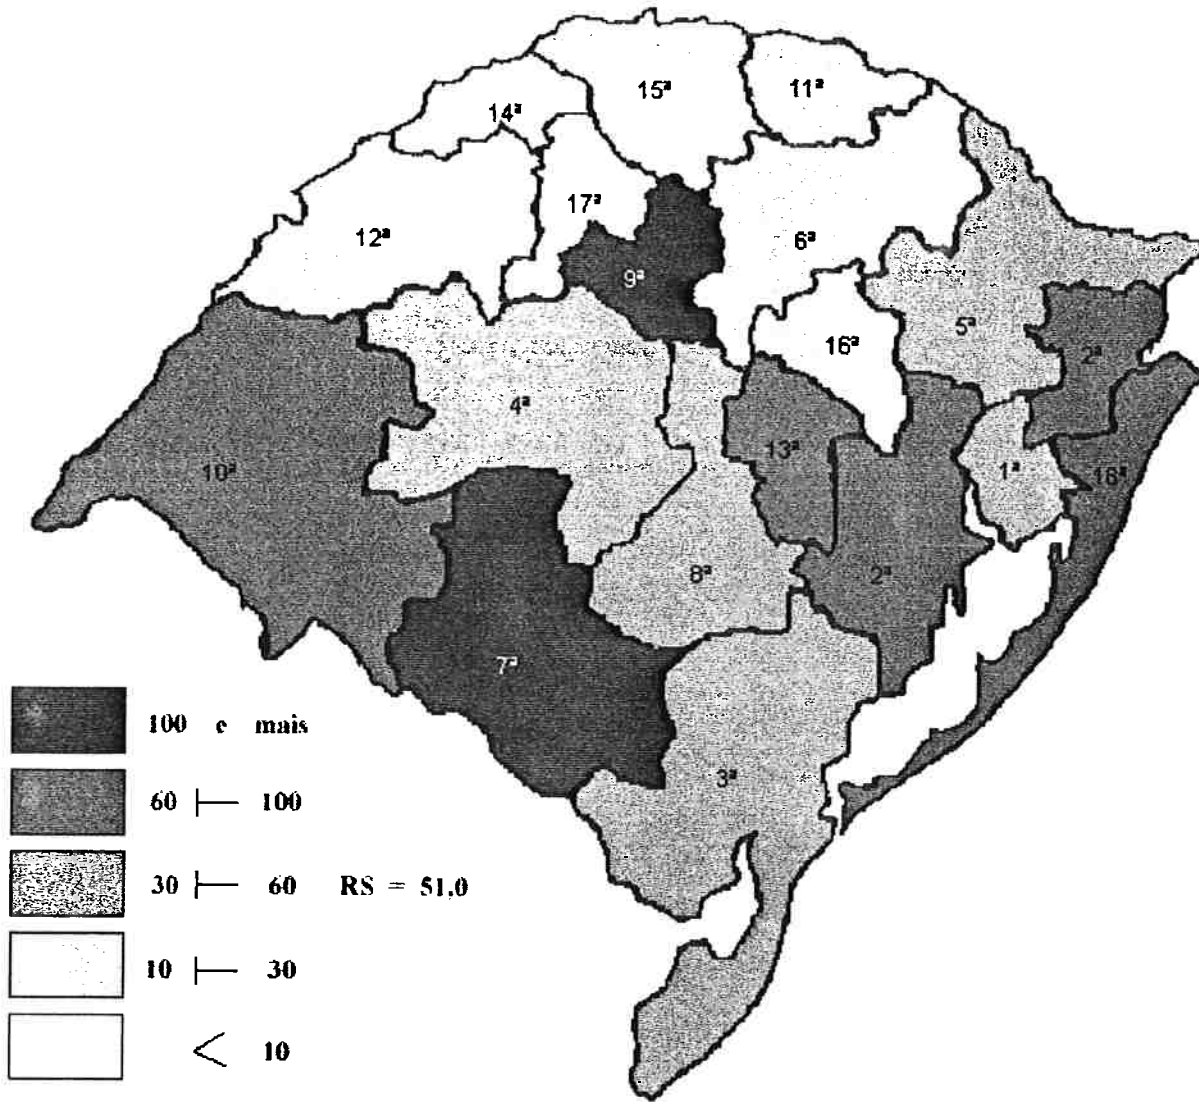 15ª
11ª
14ª
17ª
12ª
6ª
9ª
5ª
2ª
16ª
4ª
13ª
1ª
18ª
10ª
8ª
2ª
7ª
3ª
100 e mais
60 ⊢ 100
30 ⊢ 60 RS = 51,0
10 ⊢ 30
< 10